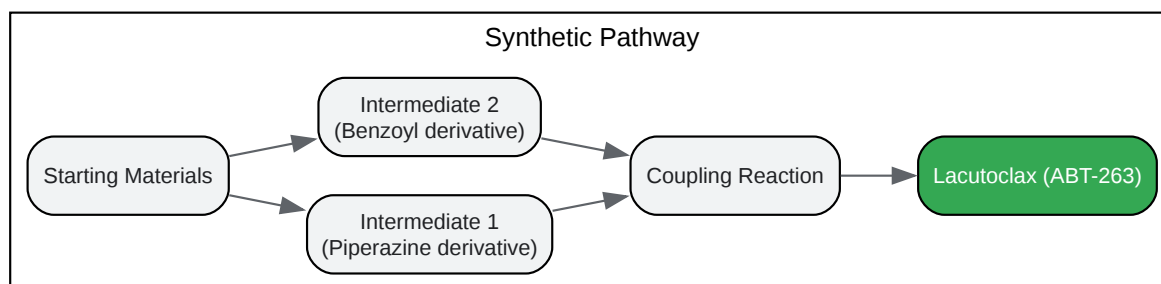 Synthetic Pathway
Starting Materials
Intermediate 2
(Benzoyl derivative)
Intermediate 1
(Piperazine derivative)
Coupling Reaction
Lacutoclax (ABT-263)